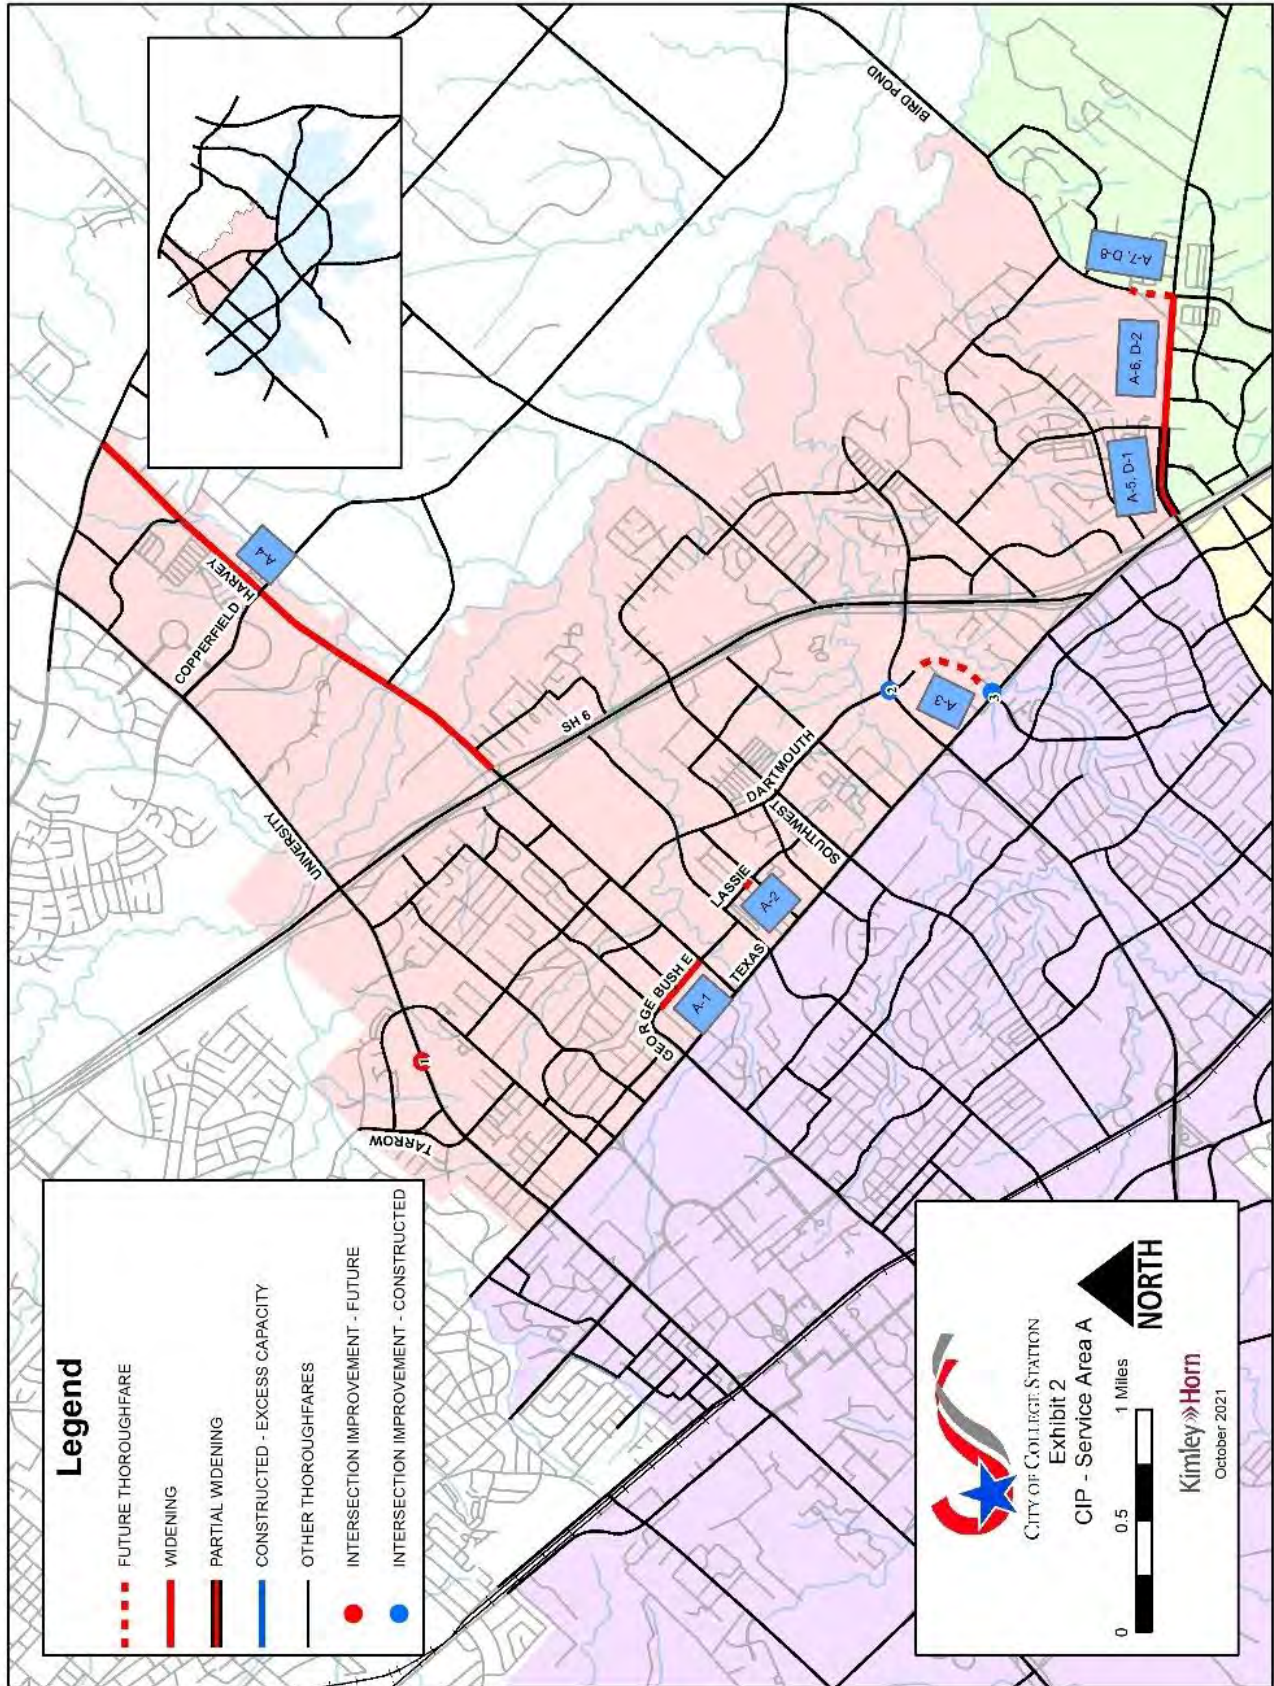 Legend
FUTURE THOROUGHFARE
WIDENING
PARTIAL WIDENING
CONSTRUCTED - EXCESS CAPACITY
OTHER THOROUGHFARES
INTERSECTION IMPROVEMENT - FUTURE
INTERSECTION IMPROVEMENT - CONSTRUCTED
TARROW
1
UNIVERSITY
COPPERFIELD
HARVEY
A-4
SH 6
GEORGE BUSH E
A-1
TEXAS
LASSIE
A-2
DARTMOUTH
SOUTHWEST
2
A-3
3
BIRD POND
A-7, D-8
A-6, D-2
A-5, D-1
CITY OF COLLEGE STATION
Exhibit 2
CIP - Service Area A
0 0.5 1 Miles
NORTH
Kimley»Horn
October 2021